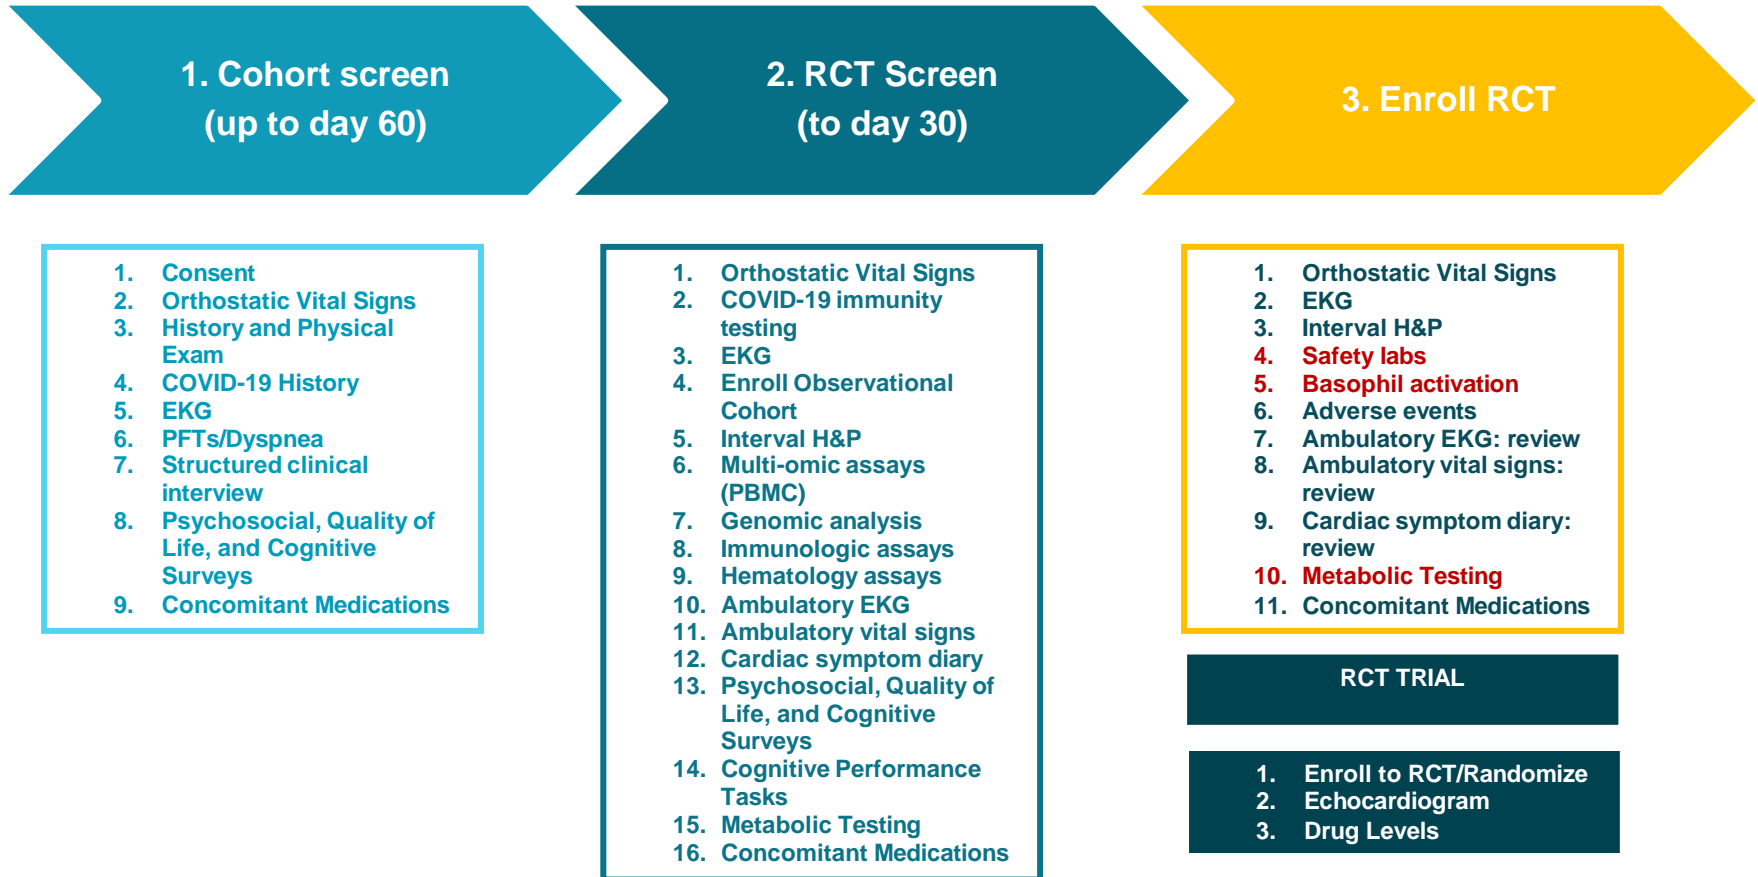 1. Cohort screen
(up to day 60)
2. RCT Screen
(to day 30)
3. Enroll RCT
1. Consent
2. Orthostatic Vital Signs
3. History and Physical
Exam
4. COVID-19 History
5. EKG
6. PFTs/Dyspnea
7. Structured clinical
interview
8. Psychosocial, Quality of
Life, and Cognitive
Surveys
9. Concomitant Medications
1. Orthostatic Vital Signs
2. COVID-19 immunity
testing
3. EKG
4. Enroll Observational
Cohort
5. Interval H&P
6. Multi-omic assays
(PBMC)
7. Genomic analysis
8. Immunologic assays
9. Hematology assays
10. Ambulatory EKG
11. Ambulatory vital signs
12. Cardiac symptom diary
13. Psychosocial, Quality of
Life, and Cognitive
Surveys
14. Cognitive Performance
Tasks
15. Metabolic Testing
16. Concomitant Medications
1. Orthostatic Vital Signs
2. EKG
3. Interval H&P
4. Safety labs
5. Basophil activation
6. Adverse events
7. Ambulatory EKG: review
8. Ambulatory vital signs:
review
9. Cardiac symptom diary:
review
10. Metabolic Testing
11. Concomitant Medications
RCT TRIAL
1. Enroll to RCT/Randomize
2. Echocardiogram
3. Drug Levels